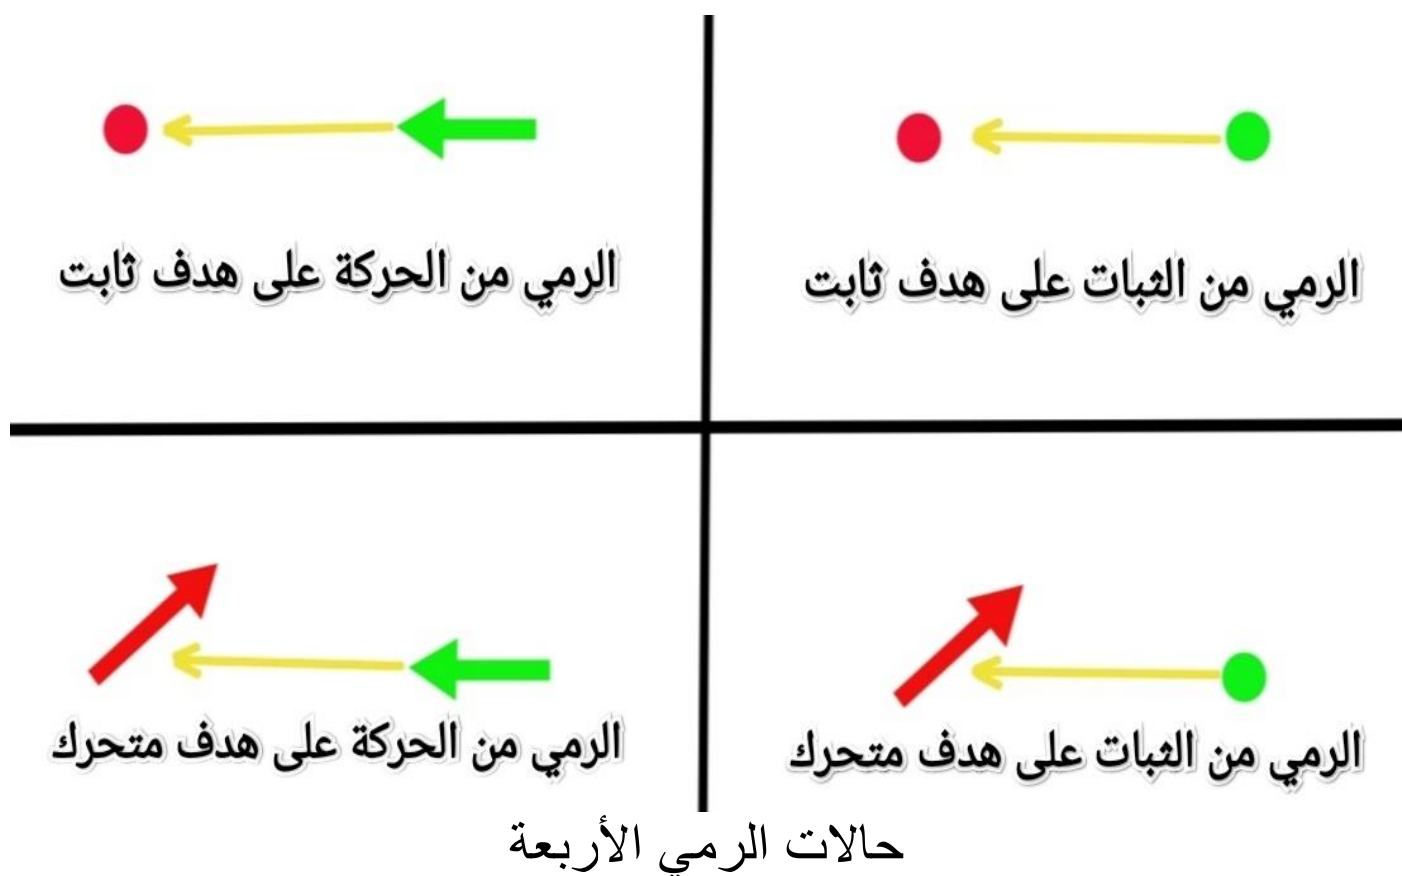 الرمي من الثبات على هدف ثابت
الرمي من الحركة على هدف ثابت
الرمي من الثبات على هدف متحرك
الرمي من الحركة على هدف متحرك
حالات الرمي الأربعة